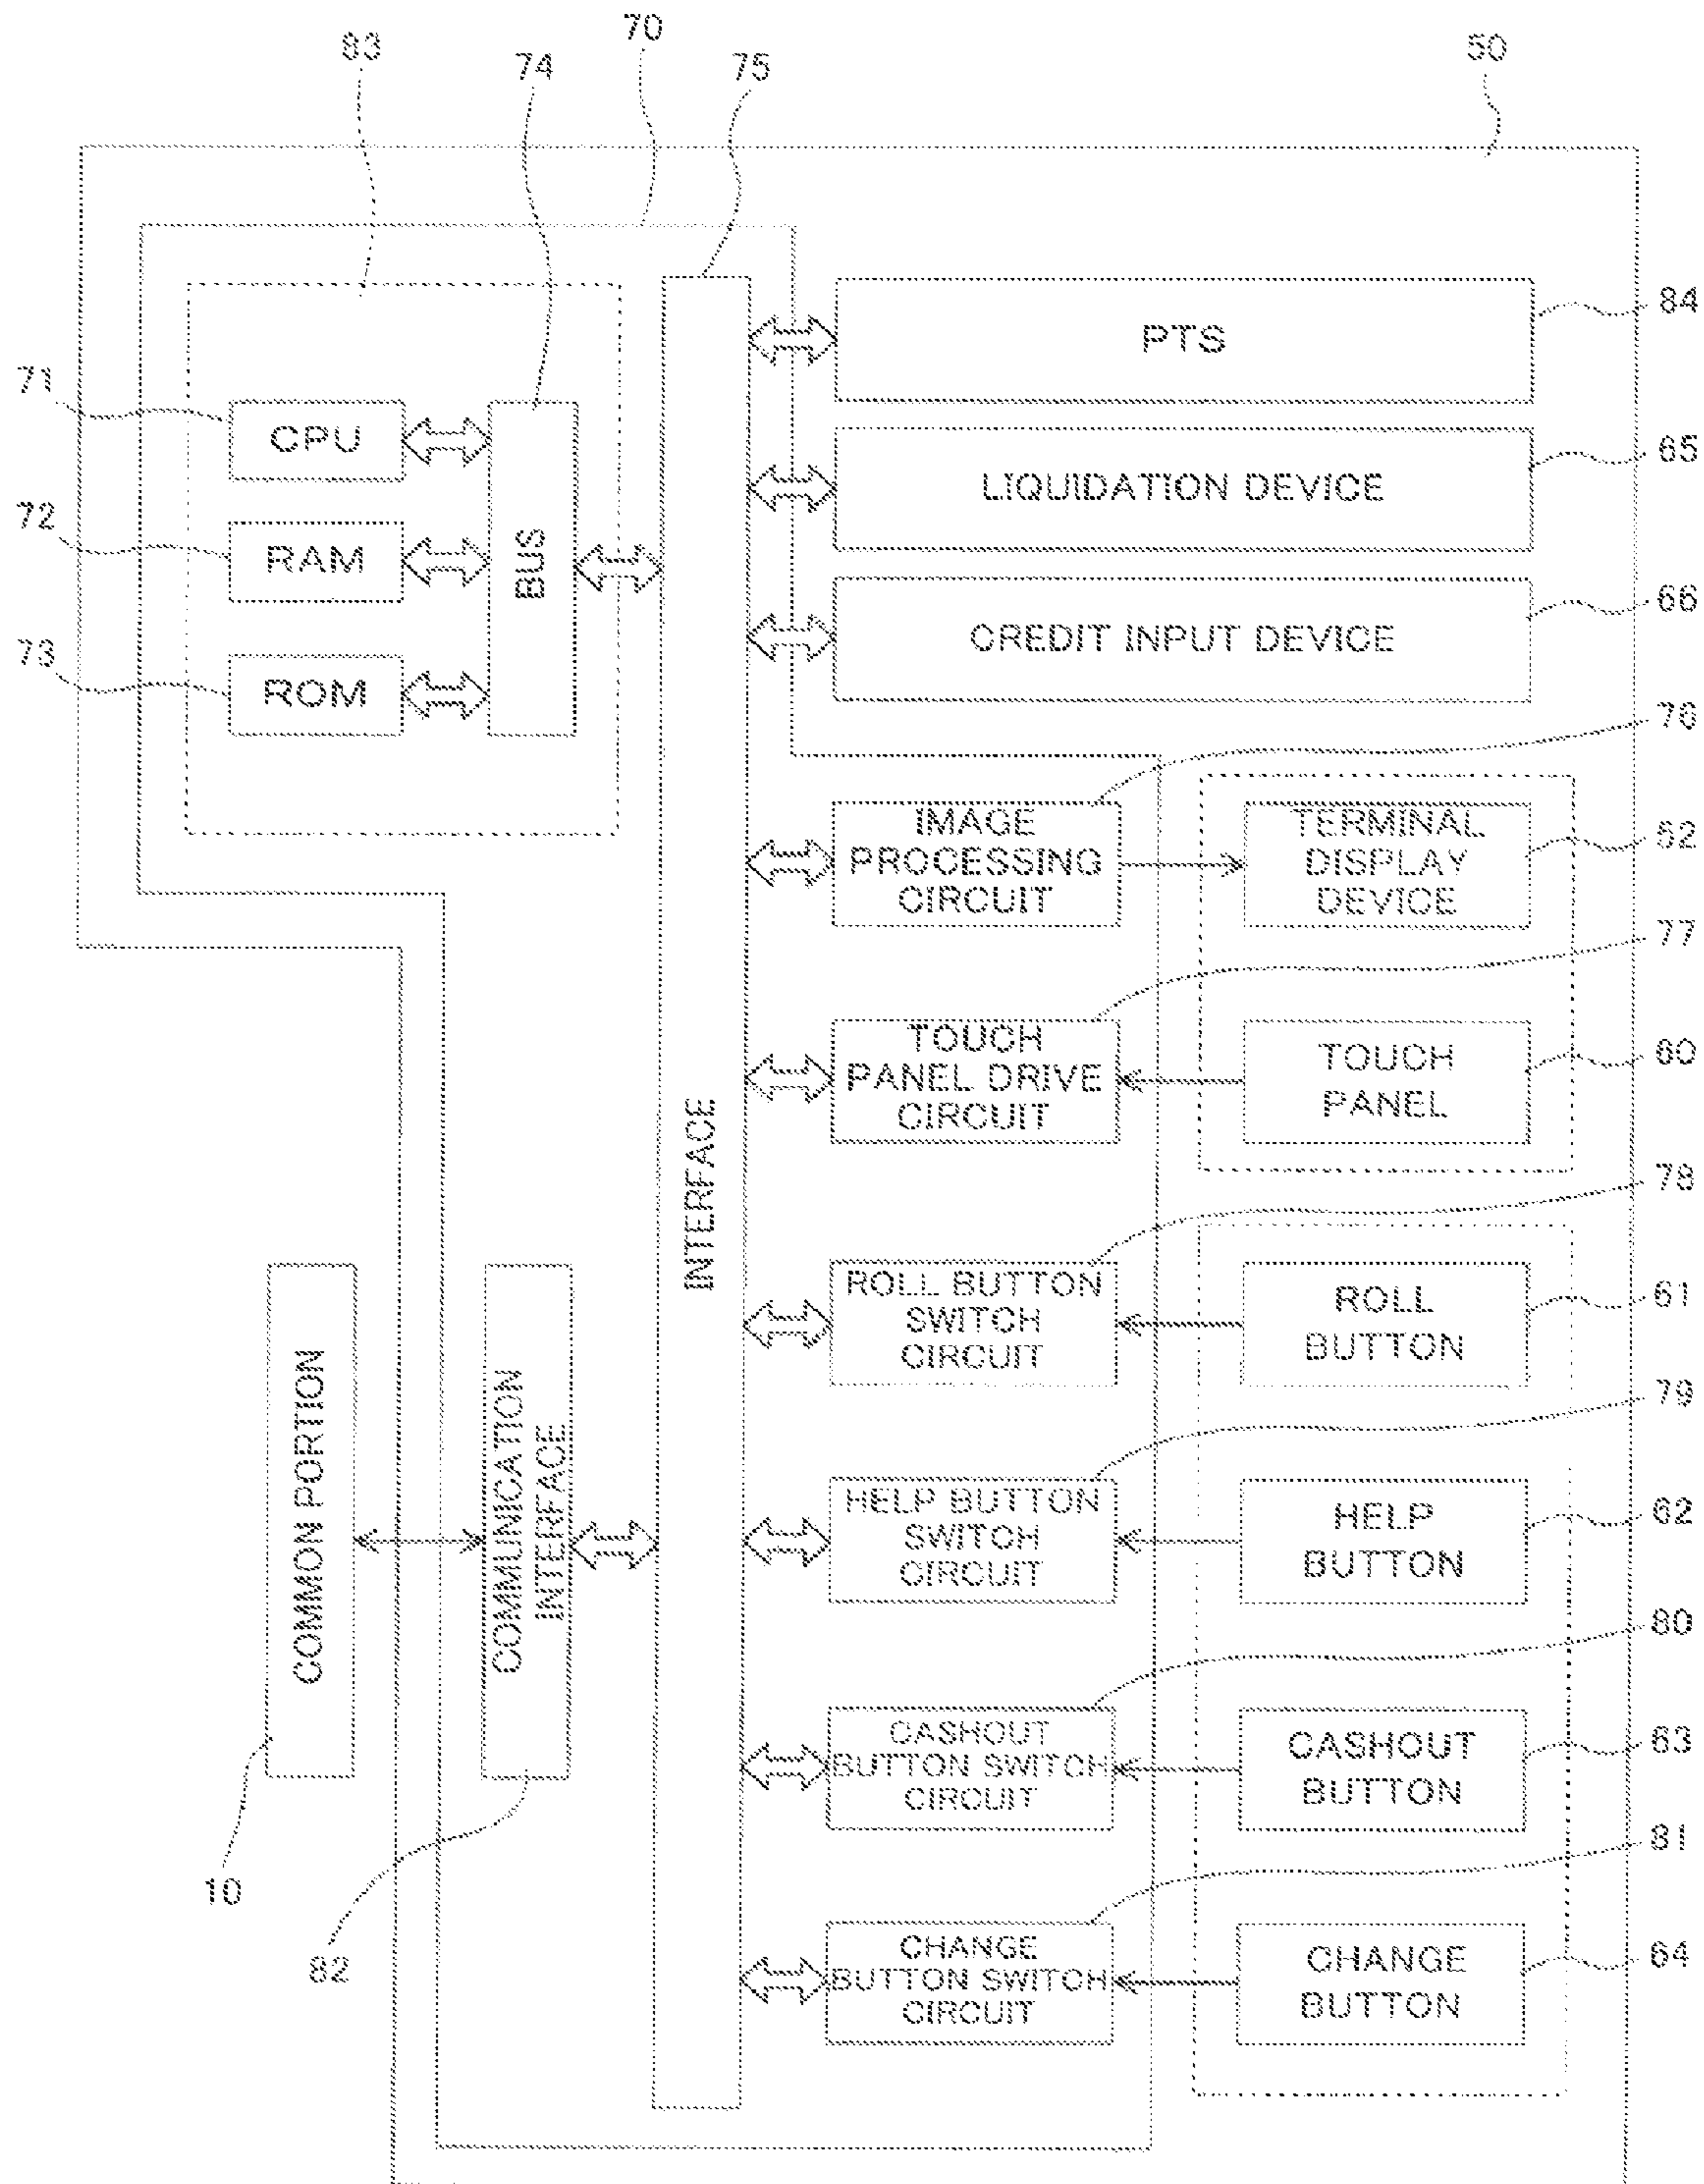 83
74
70
75
50
PTS
84
71
CPU
LIQUIDATION DEVICE
65
72
RAM
BUS
CREDIT INPUT DEVICE
66
73
ROM
76
IMAGE
PROCESSING
CIRCUIT
TERMINAL
DISPLAY
DEVICE
52
77
TOUCH
PANEL DRIVE
CIRCUIT
TOUCH
PANEL
60
INTERFACE
78
ROLL BUTTON
SWITCH
CIRCUIT
ROLL
BUTTON
61
79
COMMON PORTION
COMMUNICATION
INTERFACE
HELP BUTTON
SWITCH
CIRCUIT
HELP
BUTTON
62
80
CASHOUT
BUTTON SWITCH
CIRCUIT
CASHOUT
BUTTON
63
81
10
82
CHANGE
BUTTON SWITCH
CIRCUIT
CHANGE
BUTTON
64